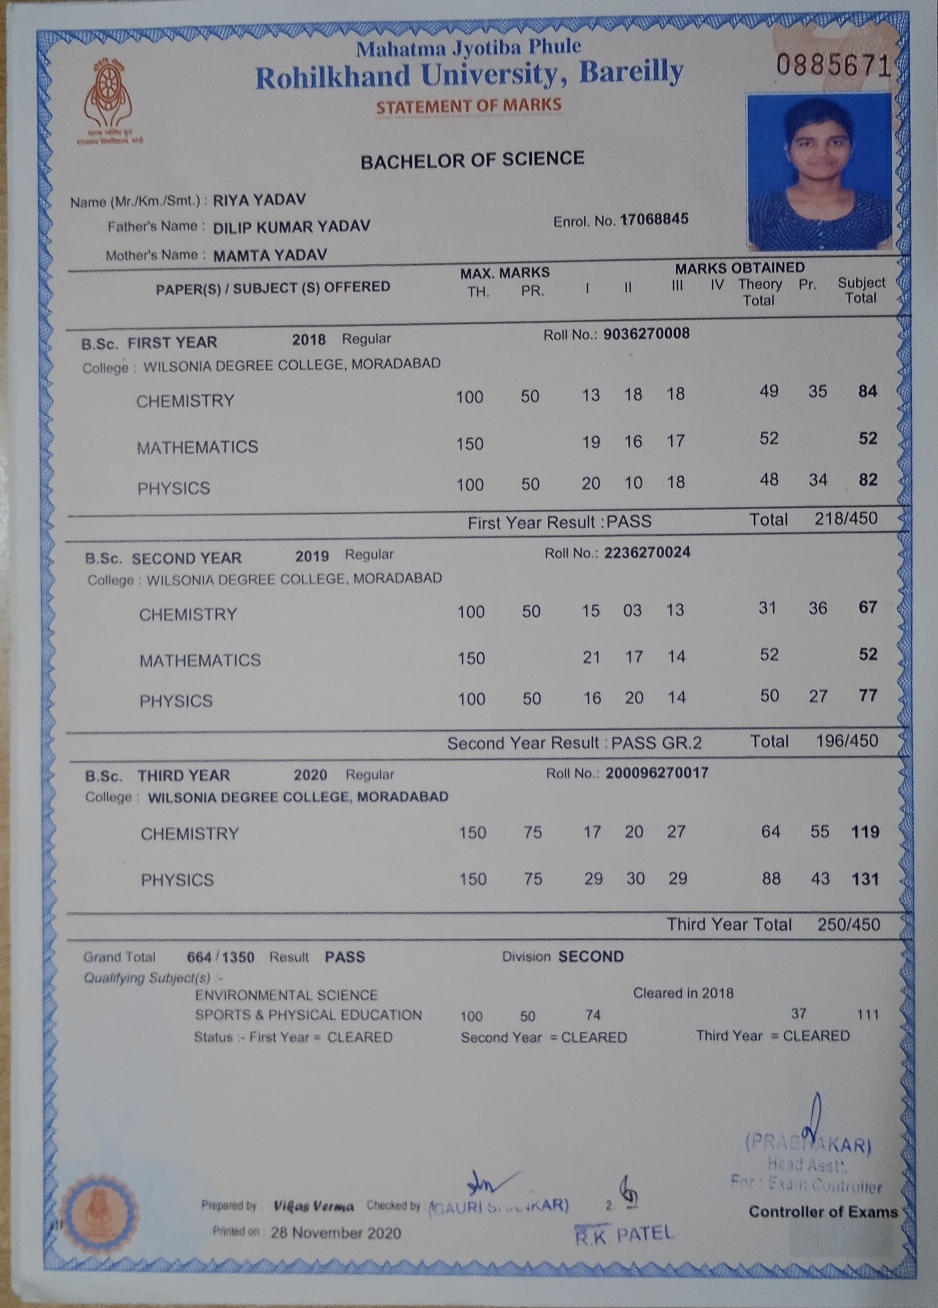 Mahatma Jyotiba Phule
Rohilkhand University, Bareilly
STATEMENT OF MARKS
0885671
BACHELOR OF SCIENCE
Name (Mr./Km./Smt.) : RIYA YADAV
Father's Name : DILIP KUMAR YADAV Enrol. No. 17068845
Mother's Name : MAMTA YADAV
PAPER(S) / SUBJECT (S) OFFERED MAX. MARKS MARKS OBTAINED
TH. PR. I II III IV Theory Total Pr. Subject Total
B.Sc. FIRST YEAR 2018 Regular Roll No.: 9036270008
College : WILSONIA DEGREE COLLEGE, MORADABAD
CHEMISTRY 100 50 13 18 18 49 35 84
MATHEMATICS 150 19 16 17 52 52
PHYSICS 100 50 20 10 18 48 34 82
First Year Result : PASS Total 218/450
B.Sc. SECOND YEAR 2019 Regular Roll No.: 2236270024
College : WILSONIA DEGREE COLLEGE, MORADABAD
CHEMISTRY 100 50 15 03 13 31 36 67
MATHEMATICS 150 21 17 14 52 52
PHYSICS 100 50 16 20 14 50 27 77
Second Year Result : PASS GR.2 Total 196/450
B.Sc. THIRD YEAR 2020 Regular Roll No.: 200096270017
College : WILSONIA DEGREE COLLEGE, MORADABAD
CHEMISTRY 150 75 17 20 27 64 55 119
PHYSICS 150 75 29 30 29 88 43 131
Third Year Total 250/450
Grand Total 664/1350 Result PASS Division SECOND
Qualifying Subject(s) :-
ENVIRONMENTAL SCIENCE Cleared in 2018
SPORTS & PHYSICAL EDUCATION 100 50 74 37 111
Status :- First Year = CLEARED Second Year = CLEARED Third Year = CLEARED
(PRABHAKAR)
Head Asstt.
For : Exam Controller
Prepared by : Vikas Verma Checked by : (GAURI SHANKAR) 2. Controller of Exams
Printed on : 28 November 2020 R.K PATEL